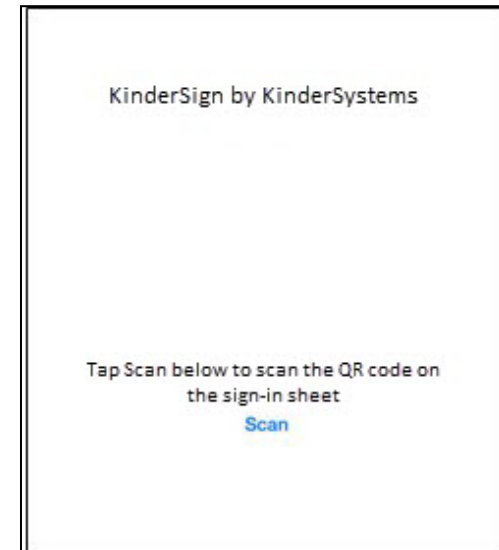 KinderSign by KinderSystems
Tap Scan below to scan the QR code on
the sign-in sheet
Scan